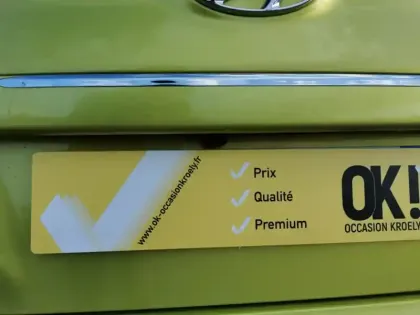 www.ok-occasionkroely.fr
Prix
Qualité
Premium
OK!
OCCASION KROELY